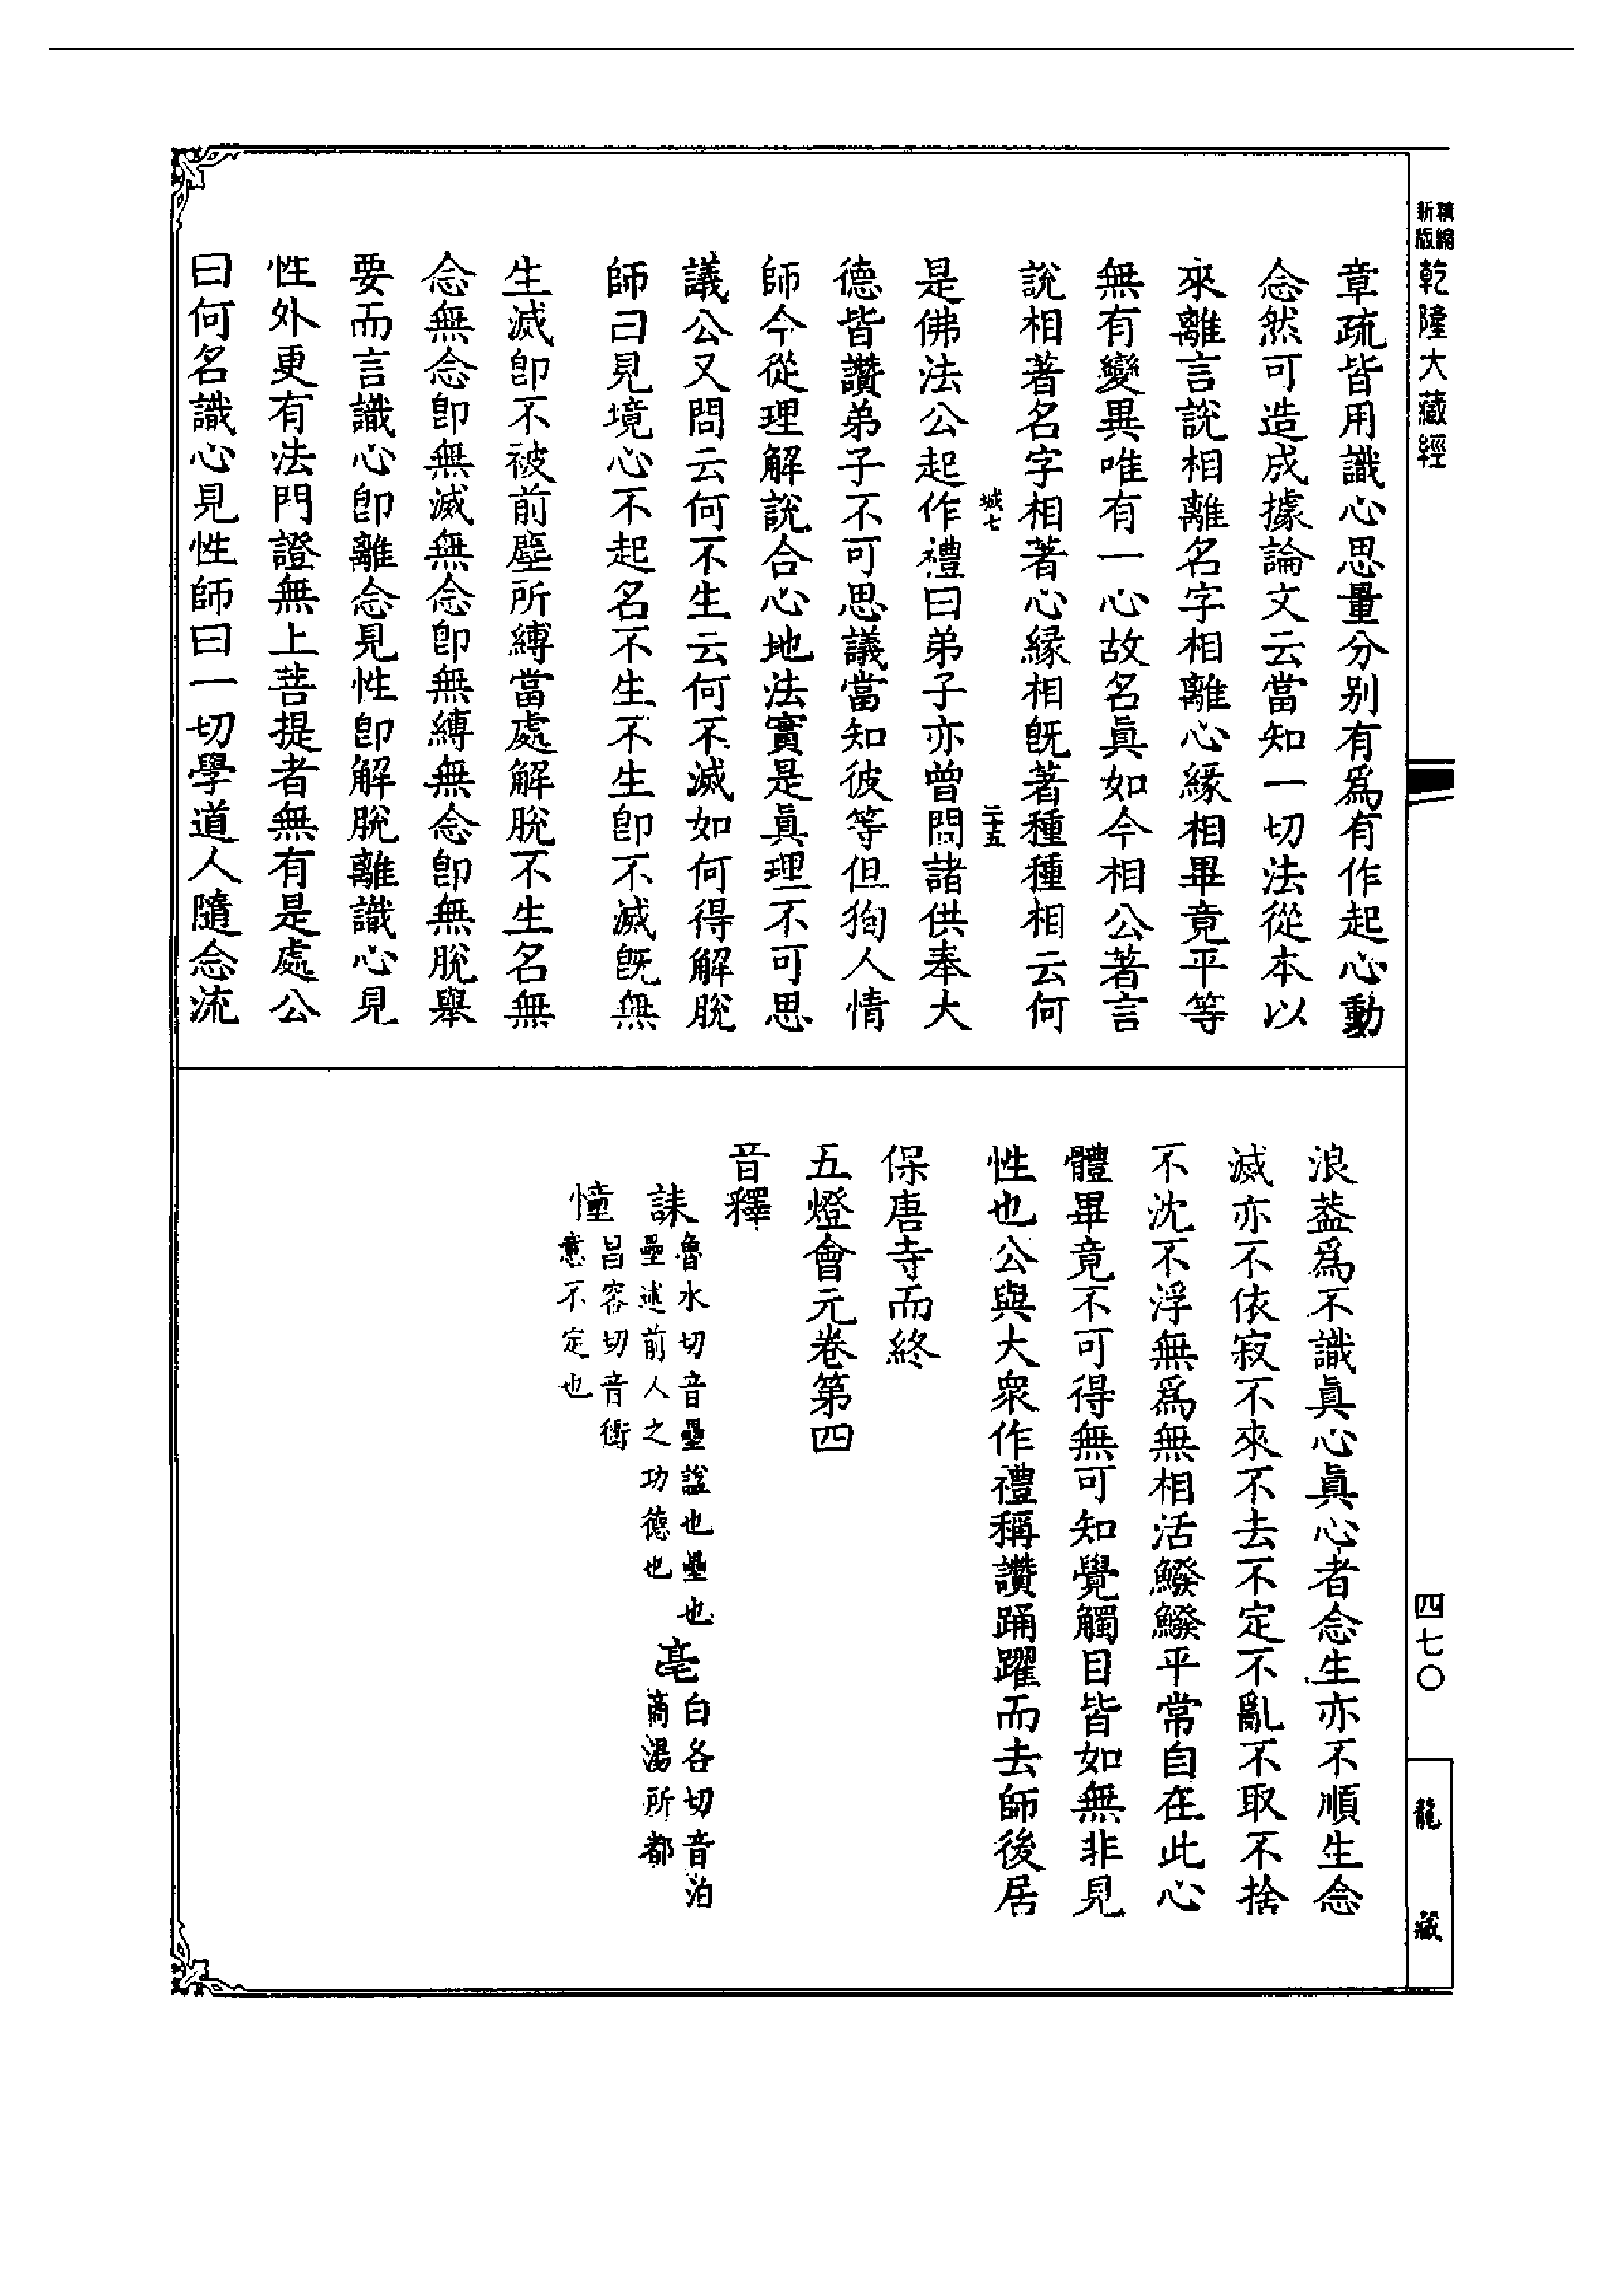 精縮新版
乾隆大藏經
章疏皆用識心思量分別有爲有作起心動
念然可造成據論文云當知一切法從本以
來離言說相離名字相離心緣相畢竟平等
無有變異唯有一心故名眞如今相公著言
說相著名字相著心緣相旣著種種相云何
城七
二十五
是佛法公起作禮曰弟子亦曾問諸供奉大
德皆讚弟子不可思議當知彼等但狥人情
師今從理解說合心地法實是眞理不可思
議公又問云何不生云何不滅如何得解脫
師曰見境心不起名不生不生卽不滅旣無
生滅卽不被前塵所縛當處解脫不生名無
念無念卽無滅無念卽無縛無念卽無脫舉
要而言識心卽離念見性卽解脫離識心見
性外更有法門證無上菩提者無有是處公
曰何名識心見性師曰一切學道人隨念流
浪葢爲不識眞心眞心者念生亦不順生念
滅亦不依寂不來不去不定不亂不取不捨
不沈不浮無爲無相活鱍鱍平常自在此心
體畢竟不可得無可知覺觸目皆如無非見
性也公與大衆作禮稱讚踊躍而去師後居
保唐寺而終
五燈會元卷第四
音釋
誄魯水切音壘諡也壘也壘述前人之功德也亳白各切音泊商湯所都
憧昌容切音衝意不定也
四七〇
龍藏